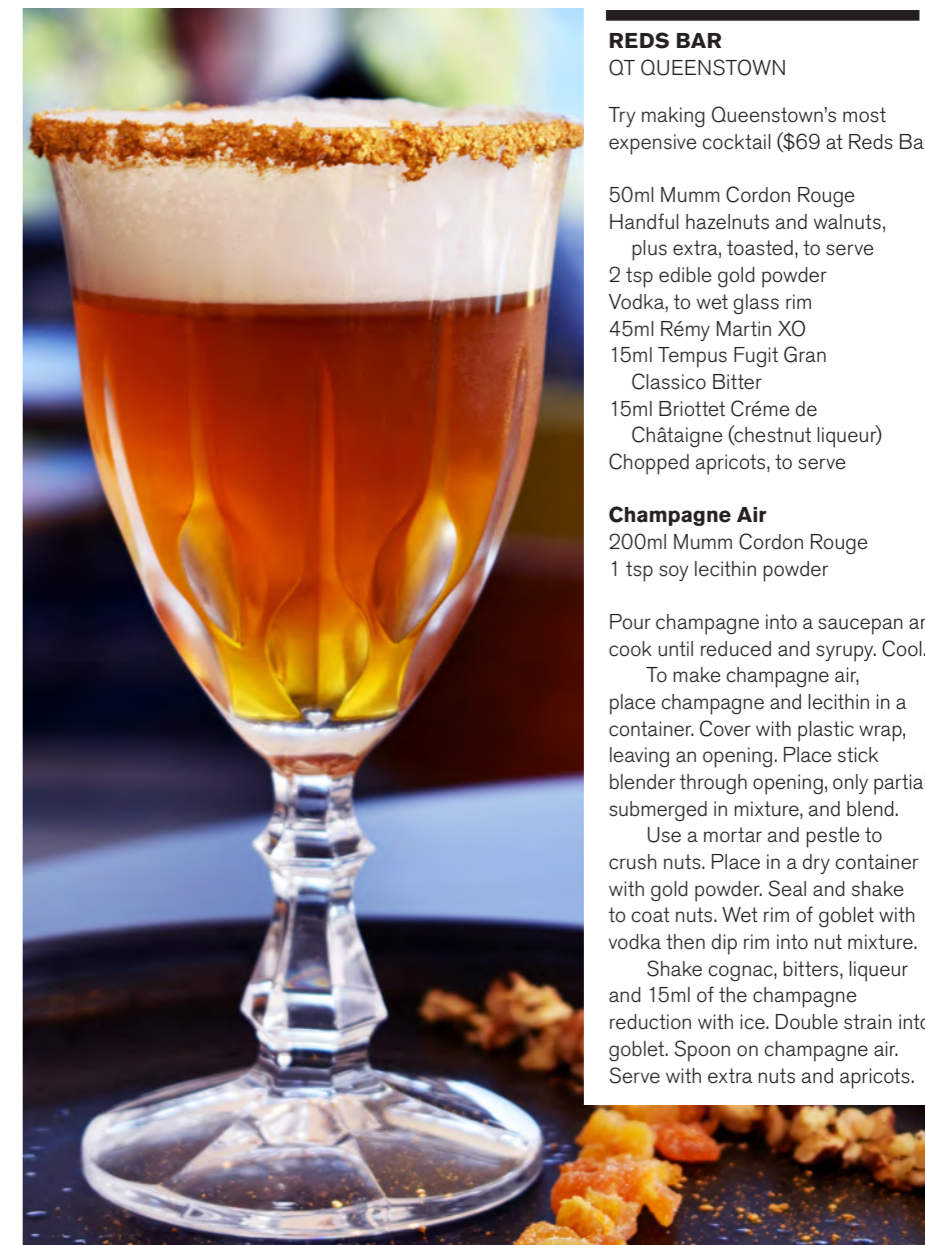 REDS BAR
QT QUEENSTOWN
Try making Queenstown's most
expensive cocktail ($69 at Reds Ba
50ml Mumm Cordon Rouge
Handful hazelnuts and walnuts,
plus extra, toasted, to serve
2 tsp edible gold powder
Vodka, to wet glass rim
45ml Rémy Martin XO
15ml Tempus Fugit Gran
Classico Bitter
15ml Briottet Créme de
Châtaigne (chestnut liqueur)
Chopped apricots, to serve
Champagne Air
200ml Mumm Cordon Rouge
1 tsp soy lecithin powder
Pour champagne into a saucepan an
cook until reduced and syrupy. Cool.
To make champagne air,
place champagne and lecithin in a
container. Cover with plastic wrap,
leaving an opening. Place stick
blender through opening, only partial
submerged in mixture, and blend.
Use a mortar and pestle to
crush nuts. Place in a dry container
with gold powder. Seal and shake
to coat nuts. Wet rim of goblet with
vodka then dip rim into nut mixture.
Shake cognac, bitters, liqueur
and 15ml of the champagne
reduction with ice. Double strain into
goblet. Spoon on champagne air.
Serve with extra nuts and apricots.